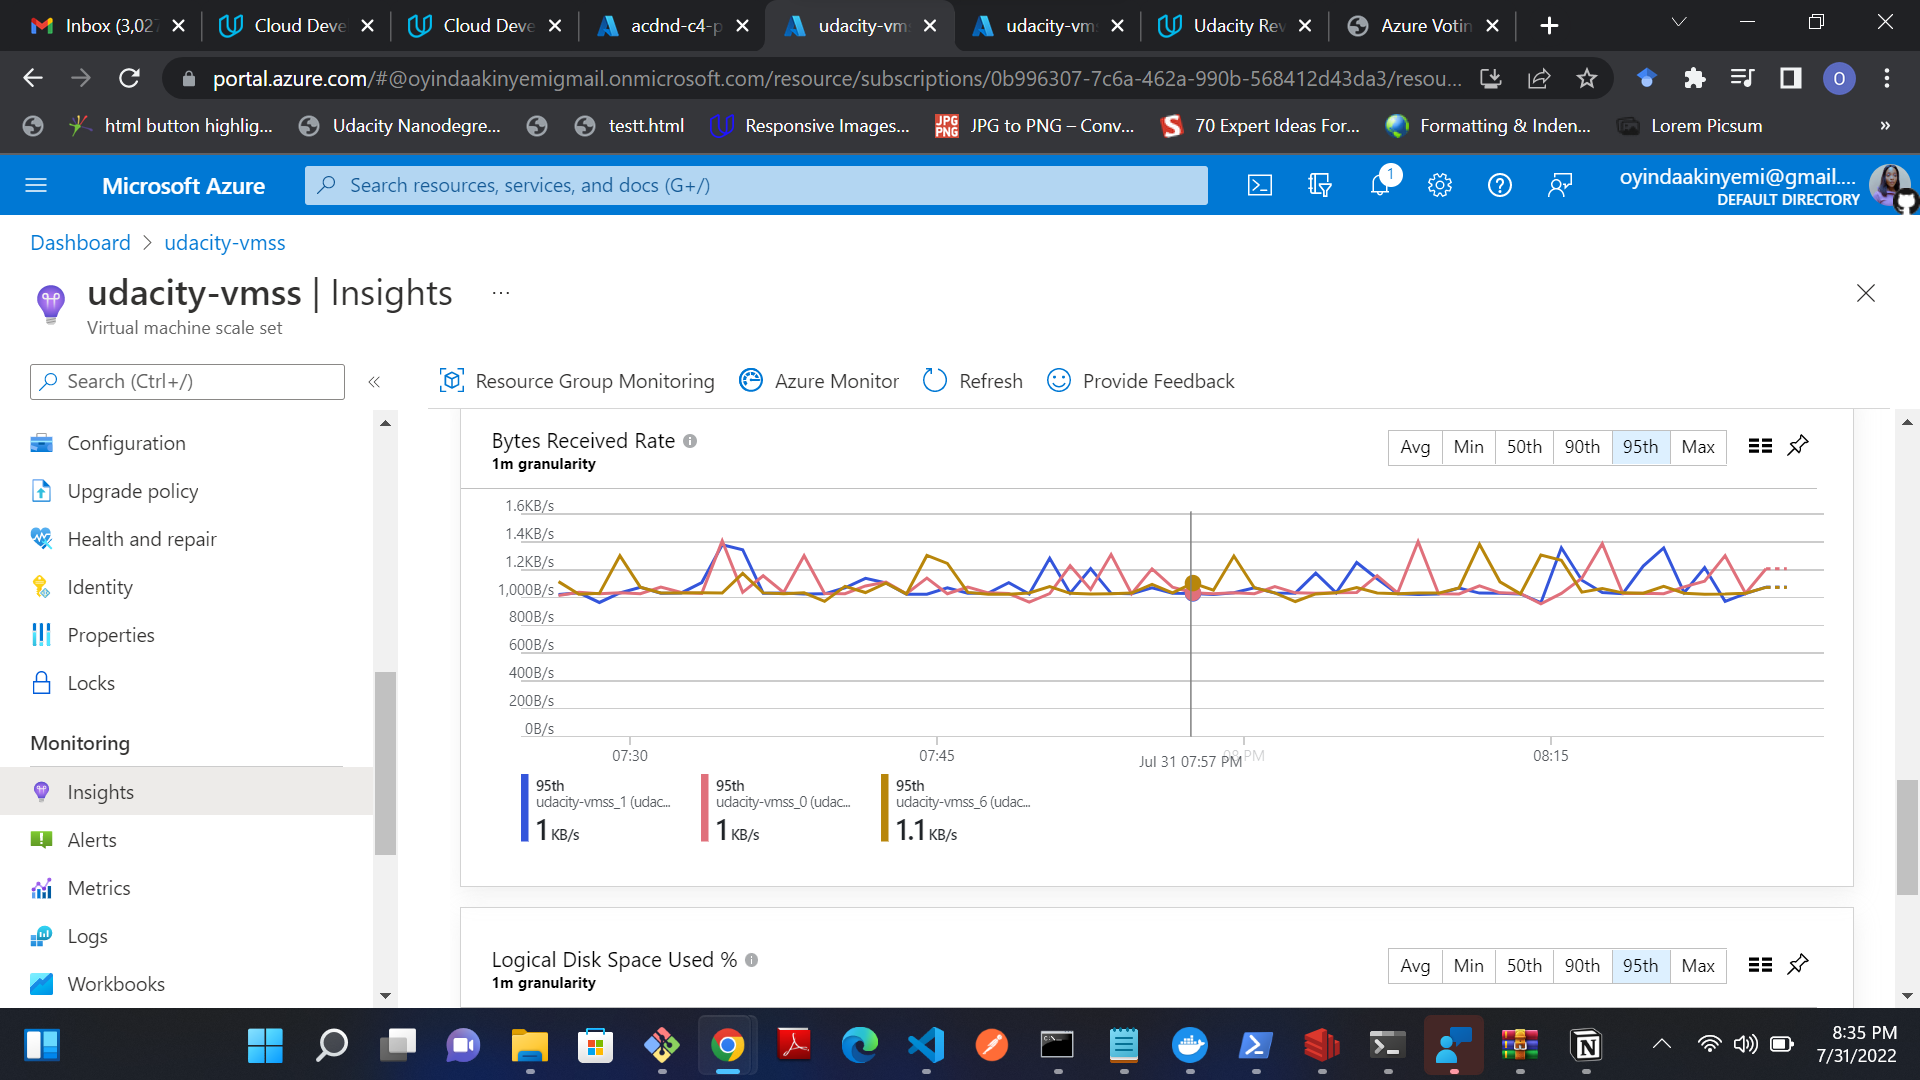 Inbox (3,027
Cloud Deve
Cloud Deve
acdnd-c4-p
udacity-vm
udacity-vm
Udacity Rev
Azure Votin
portal.azure.com/#@oyindaakinyemigmail.onmicrosoft.com/resource/subscriptions/0b996307-7c6a-462a-990b-568412d43da3/resou...
O
html button highlig...
Udacity Nanodegre...
testt.html
Responsive Images...
JPG PNG
JPG to PNG – Conv...
70 Expert Ideas For...
Formatting & Inden...
Lorem Picsum
»
Microsoft Azure
Search resources, services, and docs (G+/)
1
oyindaakinyemi@gmail....
DEFAULT DIRECTORY
Dashboard > udacity-vmss
udacity-vmss | Insights ...
Virtual machine scale set
Search (Ctrl+/)
«
Resource Group Monitoring
Azure Monitor
Refresh
Provide Feedback
Configuration
Upgrade policy
Health and repair
Identity
Properties
Locks
Monitoring
Insights
Alerts
Metrics
Logs
Workbooks
Bytes Received Rate
1m granularity
Avg Min 50th 90th 95th Max
1.6KB/s
1.4KB/s
1.2KB/s
1,000B/s
800B/s
600B/s
400B/s
200B/s
0B/s
07:30
07:45
08 PM
Jul 31 07:57 PM
08:15
95th
udacity-vmss_1 (udac...
1 KB/s
95th
udacity-vmss_0 (udac...
1 KB/s
95th
udacity-vmss_6 (udac...
1.1 KB/s
Logical Disk Space Used %
1m granularity
Avg Min 50th 90th 95th Max
8:35 PM
7/31/2022